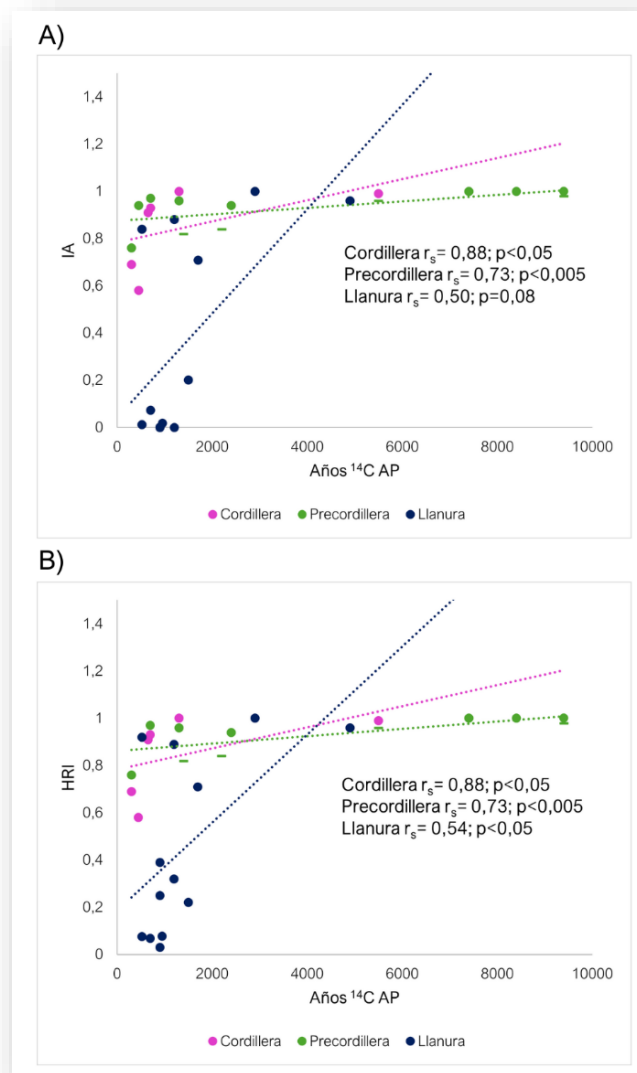 A)
1,4
1,2
1
0,8
0,6
0,4
0,2
0
IA
Cordillera rs= 0,88; p<0,05
Precordillera rs= 0,73; p<0,005
Llanura rs= 0,50; p=0,08
0 2000 4000 6000 8000 10000
Años 14C AP
Cordillera Precordillera Llanura
B)
1,4
1,2
1
0,8
0,6
0,4
0,2
0
HRI
Cordillera rs= 0,88; p<0,05
Precordillera rs= 0,73; p<0,005
Llanura rs= 0,54; p<0,05
0 2000 4000 6000 8000 10000
Años 14C AP
Cordillera Precordillera Llanura